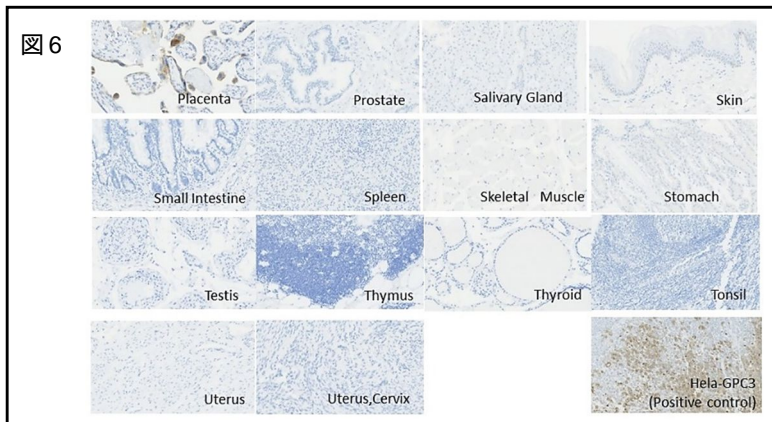 図6
Placenta
Prostate
Salivary Gland
Skin
Small Intestine
Spleen
Skeletal Muscle
Stomach
Testis
Thymus
Thyroid
Tonsil
Uterus
Uterus,Cervix
Hela-GPC3
(Positive control)